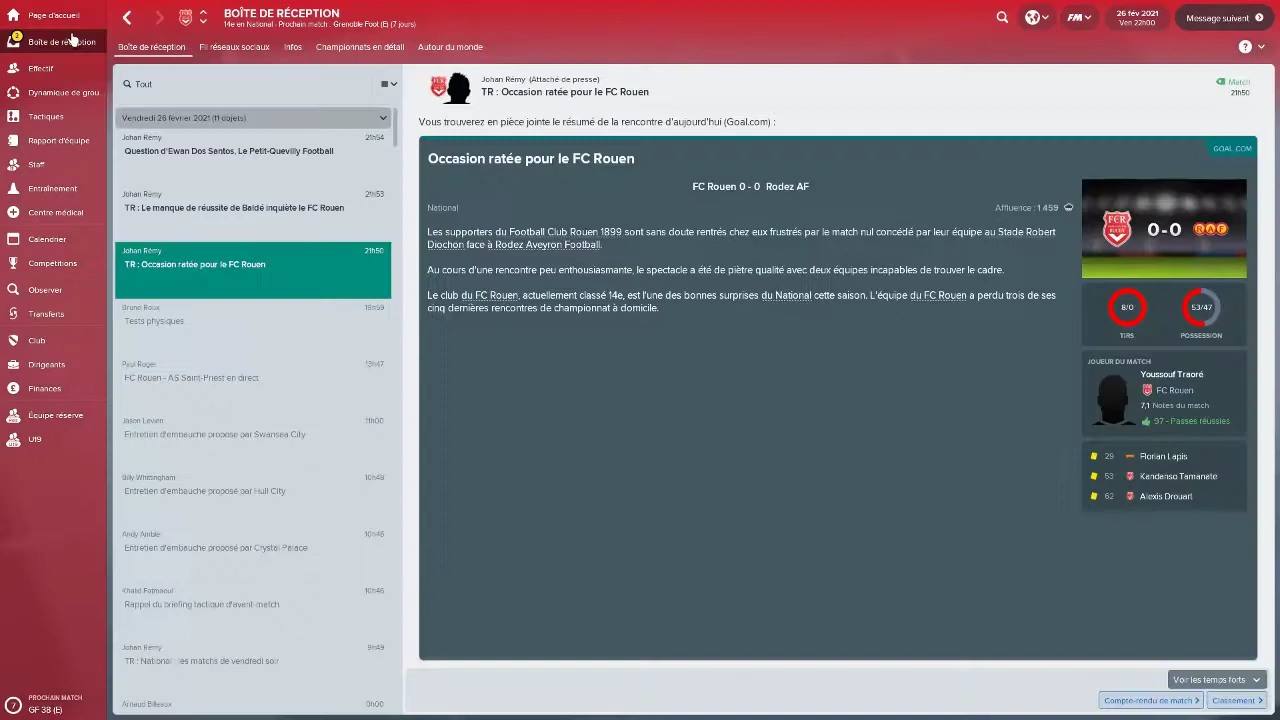 Page d'accueil
BOÎTE DE RÉCEPTION
14e en National - Prochain match : Grenoble Foot (E) (7 jours)
FM
26 fév 2021
Ven 22h00
Message suivant
2
Boîte de réception
Boîte de réception
Fil réseaux sociaux
Infos
Championnats en détail
Autour du monde
?
Effectif
Dynamique de grou
Tactiques
Rapport d'équipe
Staff
Entraînement
Centre médical
Calendrier
Compétitions
Observer
Transferts
Club
Dirigeants
Finances
Équipe réserve
U19
PROCHAIN MATCH
GF 38 (E)
Tout
Vendredi 26 février 2021 (11 objets)
Johan Rémy 21h54
Question d'Ewan Dos Santos, Le Petit-Quevilly Football
Johan Rémy 21h53
TR : Le manque de réussite de Baldé inquiète le FC Rouen
Johan Rémy 21h50
TR : Occasion ratée pour le FC Rouen
Bruno Roux 15h59
Tests physiques
Paul Roger 13h47
FC Rouen - AS Saint-Priest en direct
Jason Levien 11h00
Entretien d'embauche proposé par Swansea City
Billy Whittingham 10h48
Entretien d'embauche proposé par Hull City
Andy Ambler 10h46
Entretien d'embauche proposé par Crystal Palace
Khalid Fatmaoui 10h46
Rappel du briefing tactique d'avant-match
Johan Rémy 9h49
TR : National : les matchs de vendredi soir
Arnaud Billeaux 0h00
Johan Rémy (Attaché de presse)
TR : Occasion ratée pour le FC Rouen
Match
21h50
Vous trouverez en pièce jointe le résumé de la rencontre d'aujourd'hui (Goal.com) :
GOAL.COM
Occasion ratée pour le FC Rouen
FC Rouen 0 - 0 Rodez AF
National
Affluence : 1 459
Les supporters du Football Club Rouen 1899 sont sans doute rentrés chez eux frustrés par le match nul concédé par leur équipe au Stade Robert
Diochon face à Rodez Aveyron Football.
Au cours d'une rencontre peu enthousiasmante, le spectacle a été de piètre qualité avec deux équipes incapables de trouver le cadre.
Le club du FC Rouen, actuellement classé 14e, est l'une des bonnes surprises du National cette saison. L'équipe du FC Rouen a perdu trois de ses
cinq dernières rencontres de championnat à domicile.
FCR 0-0 RAF
8/0
53/47
TIRS
POSSESSION
JOUEUR DU MATCH
Youssouf Traoré
FC Rouen
7,1 Notes du match
97 - Passes réussies
29 Florian Lapis
53 Kandanso Tamanate
62 Alexis Drouart
Voir les temps forts
Compte-rendu de match
Classement